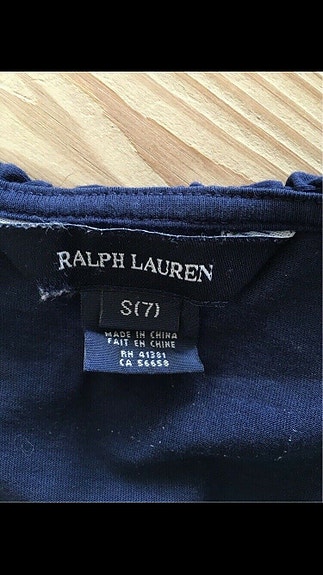 RALPH LAUREN
S(7)
MADE IN CHINA
FAIT EN CHINE
RN 41381
CA 56658